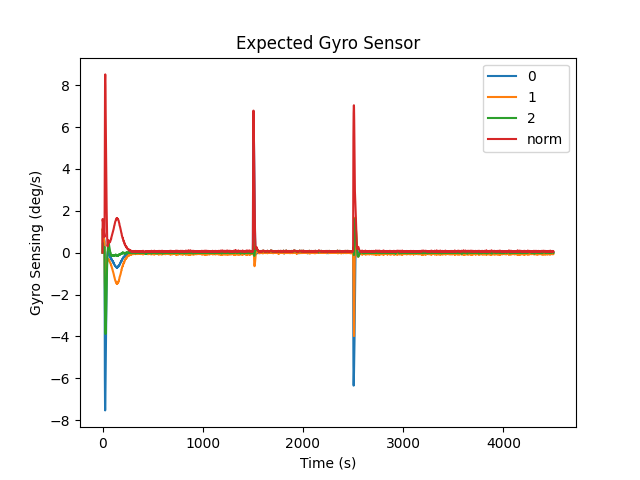 Expected Gyro Sensor
0
1
2
norm
Gyro Sensing (deg/s)
8
6
4
2
0
−2
−4
−6
−8
0 1000 2000 3000 4000
Time (s)